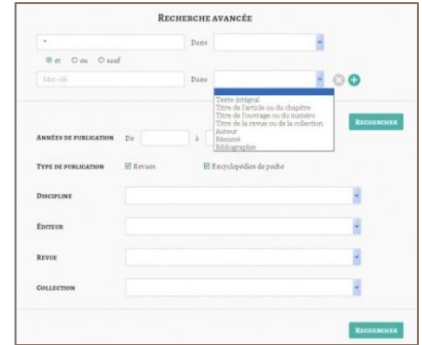 RECHERCHE AVANCÉE
* Dans
et ou sauf
Mot-clé Dans
Texte intégral
Titre de l'article ou du chapitre
Titre de l'ouvrage ou du numéro
Titre de la revue ou de la collection
Auteur
Résumé
Bibliographie
RECHERCHER
ANNÉES DE PUBLICATION De à
TYPE DE PUBLICATION Revues Encyclopédies de poche
DISCIPLINE
ÉDITEUR
REVUE
COLLECTION
RECHERCHER